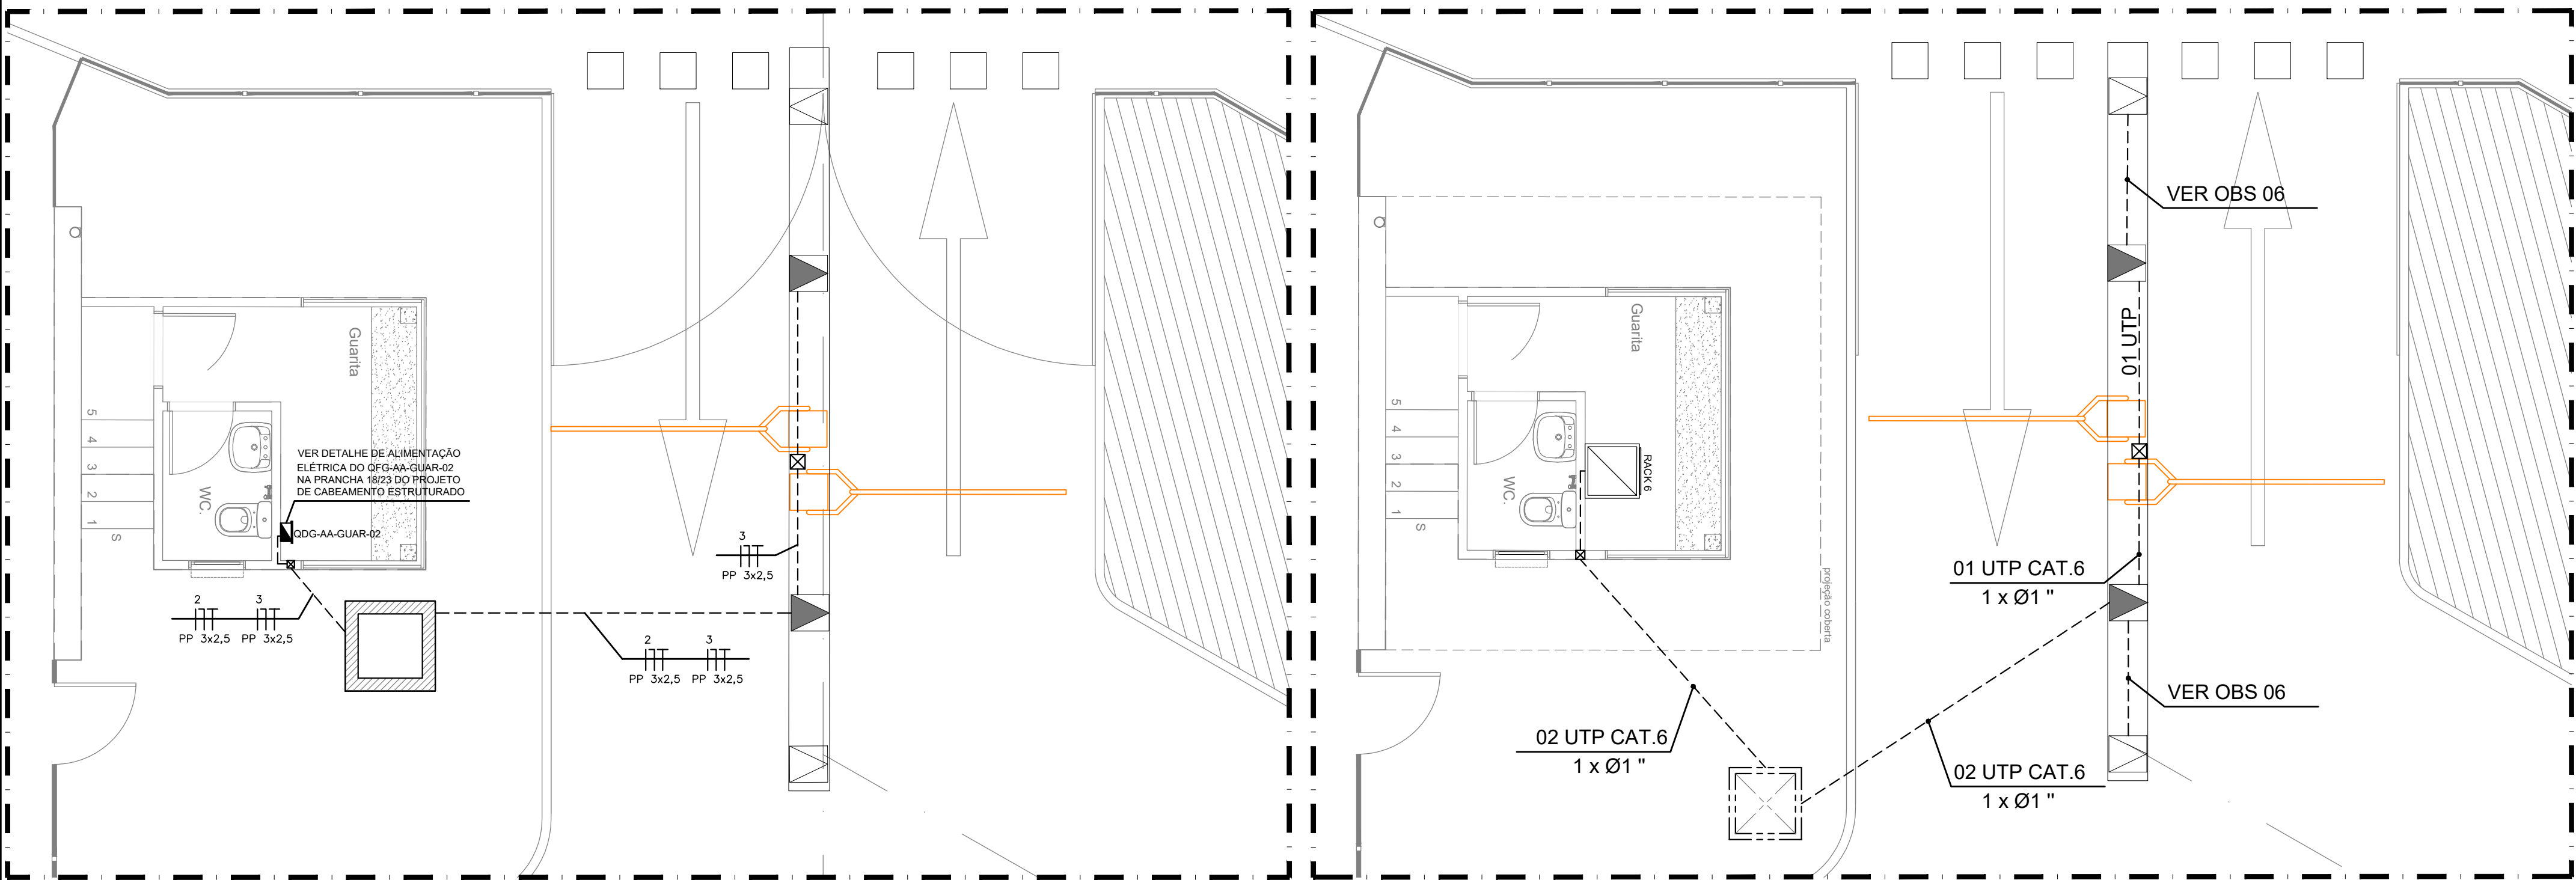 Guarita
5
4
3
2
1
S
WC.
VER DETALHE DE ALIMENTAÇÃO
ELÉTRICA DO QFG-AA-GUAR-02
NA PRANCHA 18/23 DO PROJETO
DE CABEAMENTO ESTRUTURADO
QDG-AA-GUAR-02
2 3
PP 3x2,5 PP 3x2,5
3
PP 3x2,5
2 3
PP 3x2,5 PP 3x2,5
VER OBS 06
Guarita
01 UTP
5
4
3
2
1
S
WC.
RACK 6
projeção coberta
01 UTP CAT.6
1 x Ø1 "
VER OBS 06
02 UTP CAT.6
1 x Ø1 "
02 UTP CAT.6
1 x Ø1 "